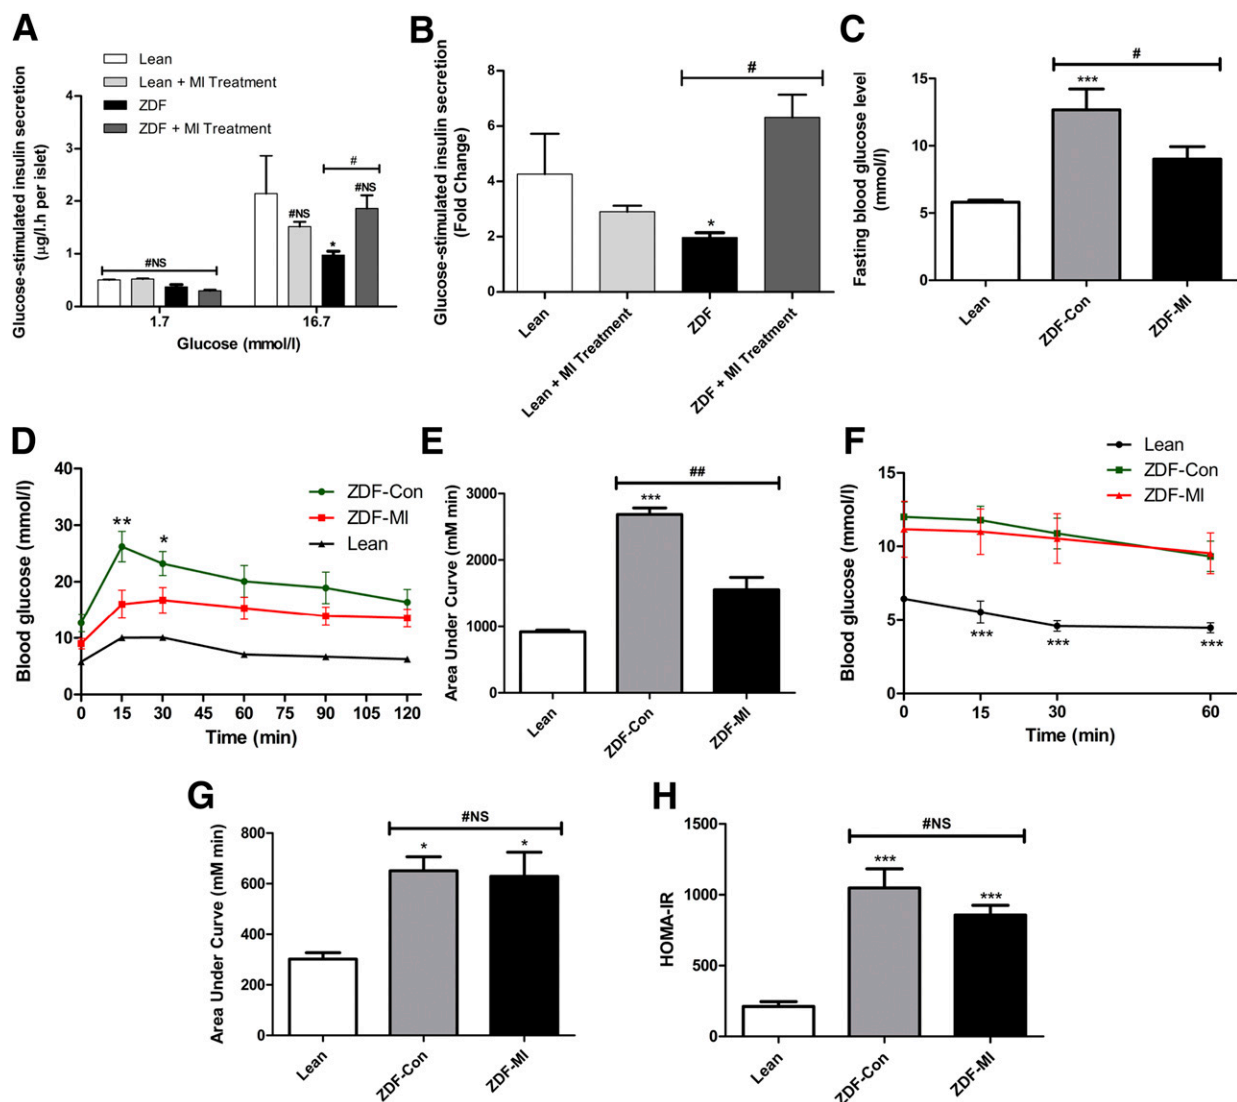 A
Glucose-stimulated insulin secretion
(µg/l.h per islet)
Lean
Lean + MI Treatment
ZDF
ZDF + MI Treatment
4
3
2
1
0
#NS
#NS
*
#
#NS
1.7
16.7
Glucose (mmol/l)
B
Glucose-stimulated insulin secretion
(Fold Change)
8
6
4
2
0
*
#
Lean
Lean + MI Treatment
ZDF
ZDF + MI Treatment
C
Fasting blood glucose level
(mmol/l)
15
10
5
0
***
#
Lean
ZDF-Con
ZDF-MI
D
Blood glucose (mmol/l)
40
30
20
10
0
**
*
ZDF-Con
ZDF-MI
Lean
0 15 30 45 60 75 90 105 120
Time (min)
E
Area Under Curve (mM min)
3000
2000
1000
0
##
***
Lean
ZDF-Con
ZDF-MI
F
Blood glucose (mmol/l)
15
10
5
0
Lean
ZDF-Con
ZDF-MI
***
***
***
0 15 30 60
Time (min)
G
Area Under Curve (mM min)
800
600
400
200
0
#NS
*
*
Lean
ZDF-Con
ZDF-MI
H
HOMA-IR
1500
1000
500
0
#NS
***
***
Lean
ZDF-Con
ZDF-MI